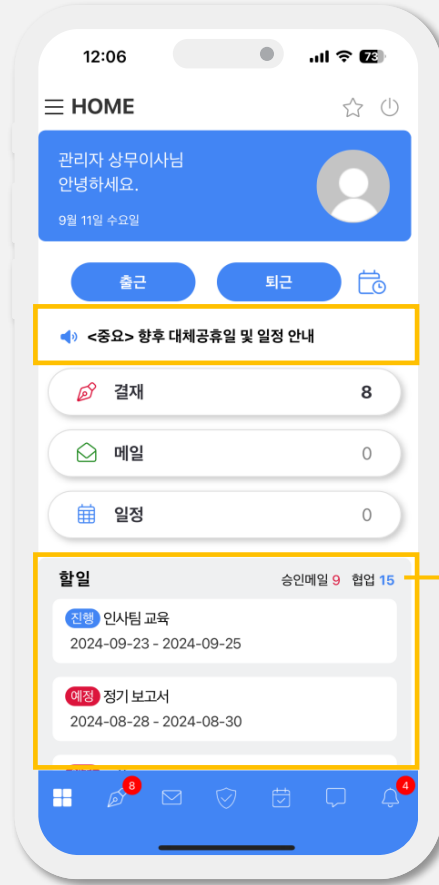 12:06
73
HOME
관리자 상무이사님
안녕하세요.
9월 11일 수요일
출근 퇴근
<중요> 향후 대체공휴일 및 일정 안내
결재 8
메일 0
일정 0
할일 승인메일 9 협업 15
진행 인사팀 교육
2024-09-23 - 2024-09-25
예정 정기 보고서
2024-08-28 - 2024-08-30
8
4